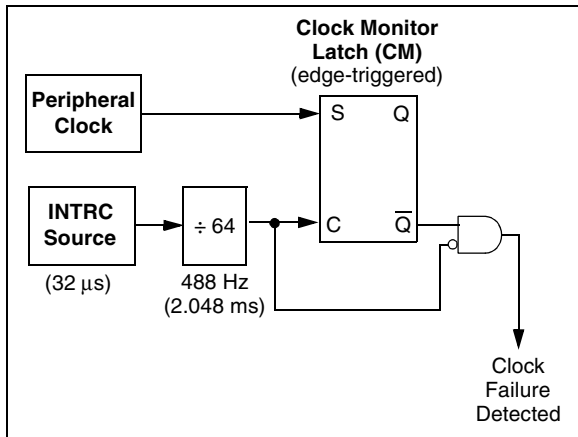 Clock Monitor
Latch (CM)
(edge-triggered)
Peripheral
Clock
S
Q
INTRC
Source
÷ 64
C
Q̅
(32 μs)
488 Hz
(2.048 ms)
Clock
Failure
Detected